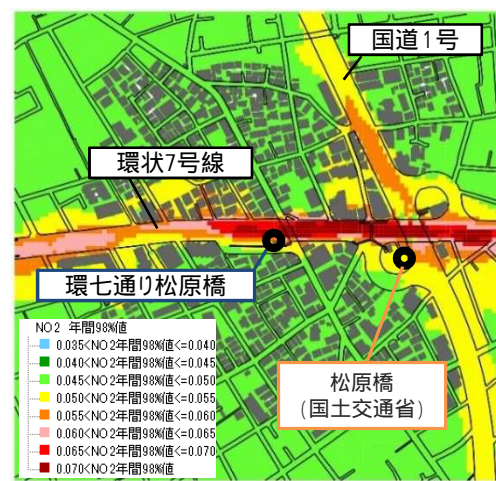 国道1号
環状7号線
環七通り松原橋
松原橋
(国土交通省)
NO2 年間98%値
0.035<NO2年間98%値<=0.040
0.040<NO2年間98%値<=0.045
0.045<NO2年間98%値<=0.050
0.050<NO2年間98%値<=0.055
0.055<NO2年間98%値<=0.060
0.060<NO2年間98%値<=0.065
0.065<NO2年間98%値<=0.070
0.070<NO2年間98%値